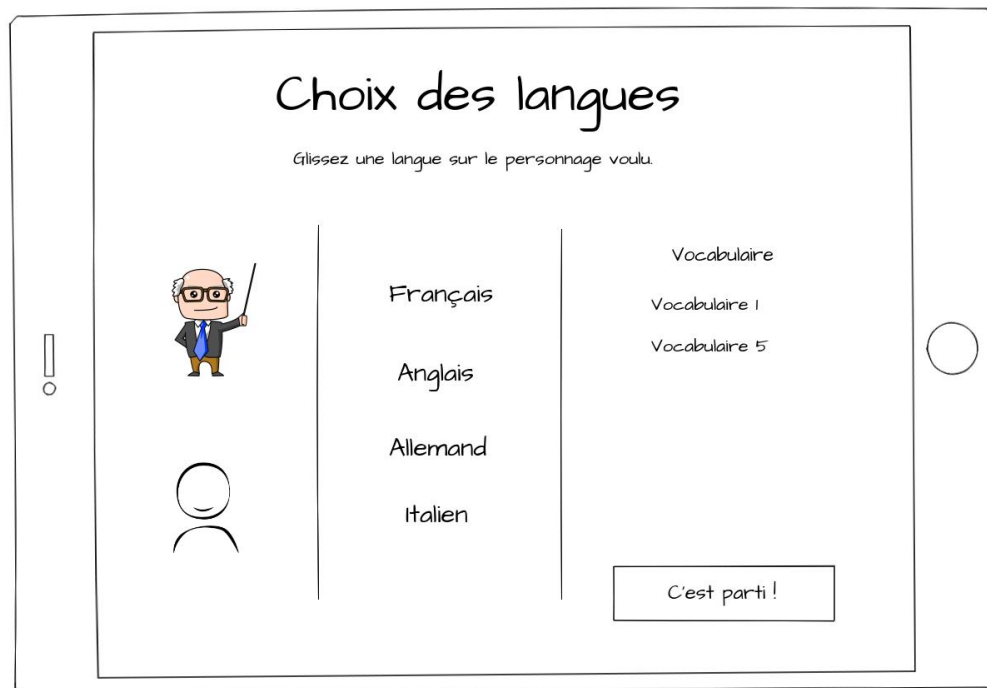 Choix des langues
Glissez une langue sur le personnage voulu.
Français
Anglais
Allemand
Italien
Vocabulaire
Vocabulaire 1
Vocabulaire 5
C'est parti !